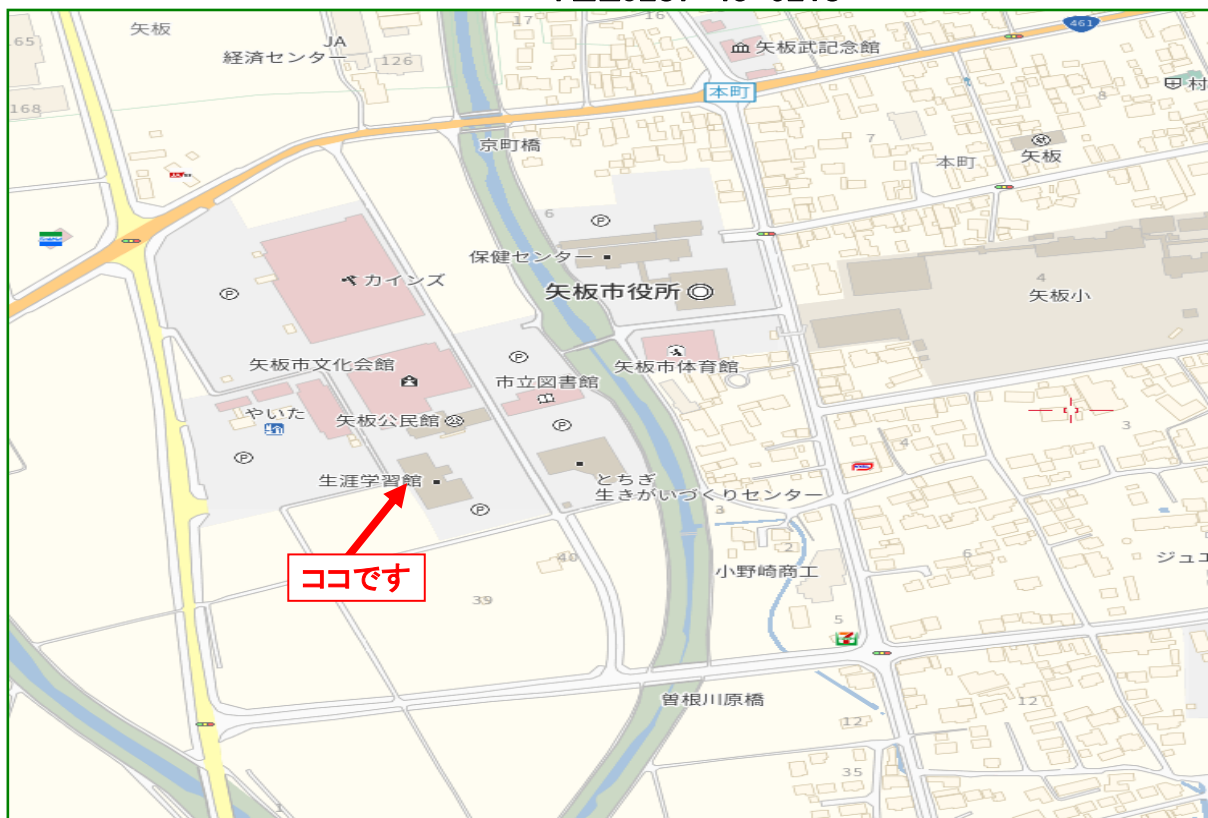 17
16
461
165
矢板
JA
経済センター
126
矢板武記念館
本町
168
8
村
7
京町橋
本町
矢板
6
保健センター
カインズ
矢板市役所
4
矢板小
矢板市文化会館
矢板市体育館
市立図書館
やいた
矢板公民館
3
4
生涯学習館
とちぎ
生きがいづくりセンター
3
2
40
6
ジュエ
ココです
小野崎商工
39
5
曽根川原橋
12
12
35
1